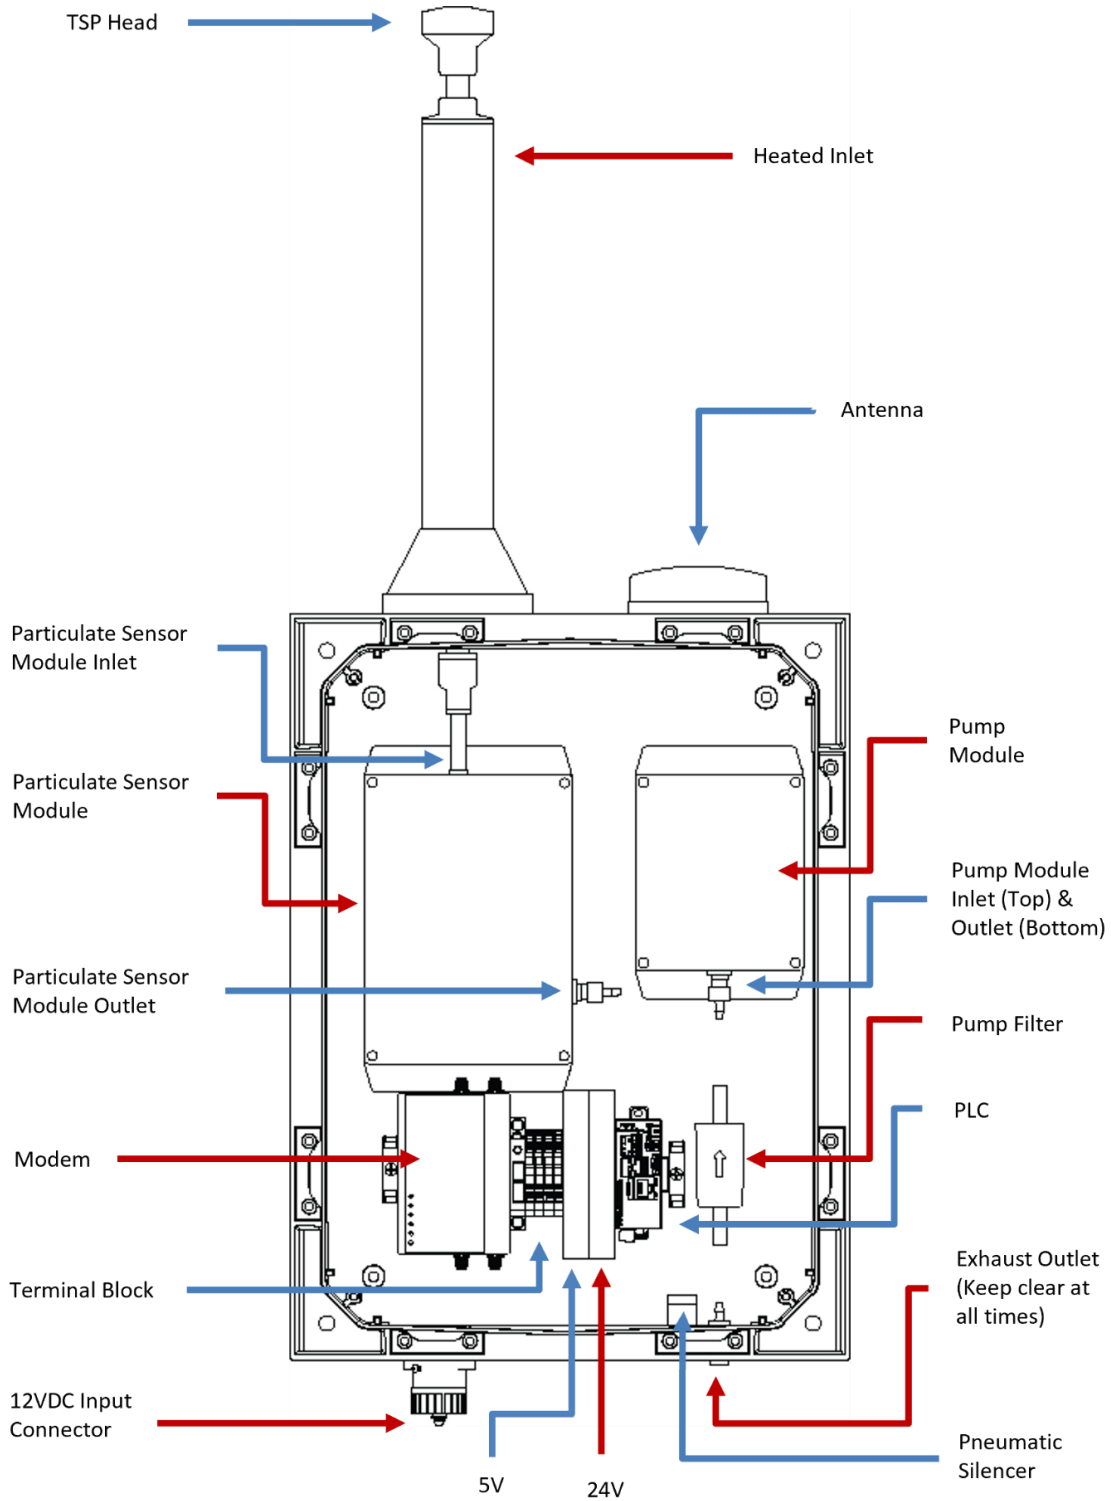 TSP Head
Heated Inlet
Antenna
Particulate Sensor
Module Inlet
Pump
Module
Particulate Sensor
Module
Pump Module
Inlet (Top) &
Outlet (Bottom)
Particulate Sensor
Module Outlet
Pump Filter
PLC
Modem
Exhaust Outlet
(Keep clear at
all times)
Terminal Block
12VDC Input
Connector
Pneumatic
Silencer
5V
24V